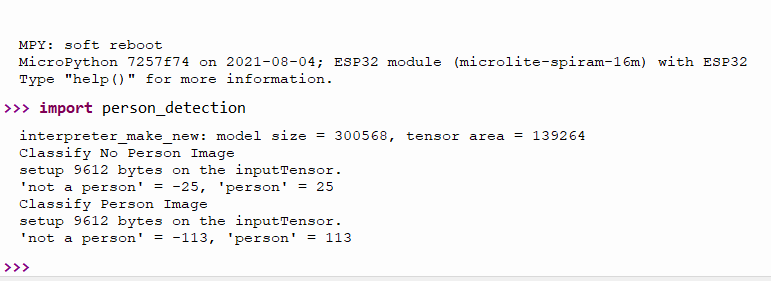 MPY: soft reboot
MicroPython 7257f74 on 2021-08-04; ESP32 module (microlite-spiram-16m) with ESP32
Type "help()" for more information.
>>> import person_detection
interpreter_make_new: model size = 300568, tensor area = 139264
Classify No Person Image
setup 9612 bytes on the inputTensor.
'not a person' = -25, 'person' = 25
Classify Person Image
setup 9612 bytes on the inputTensor.
'not a person' = -113, 'person' = 113
>>>